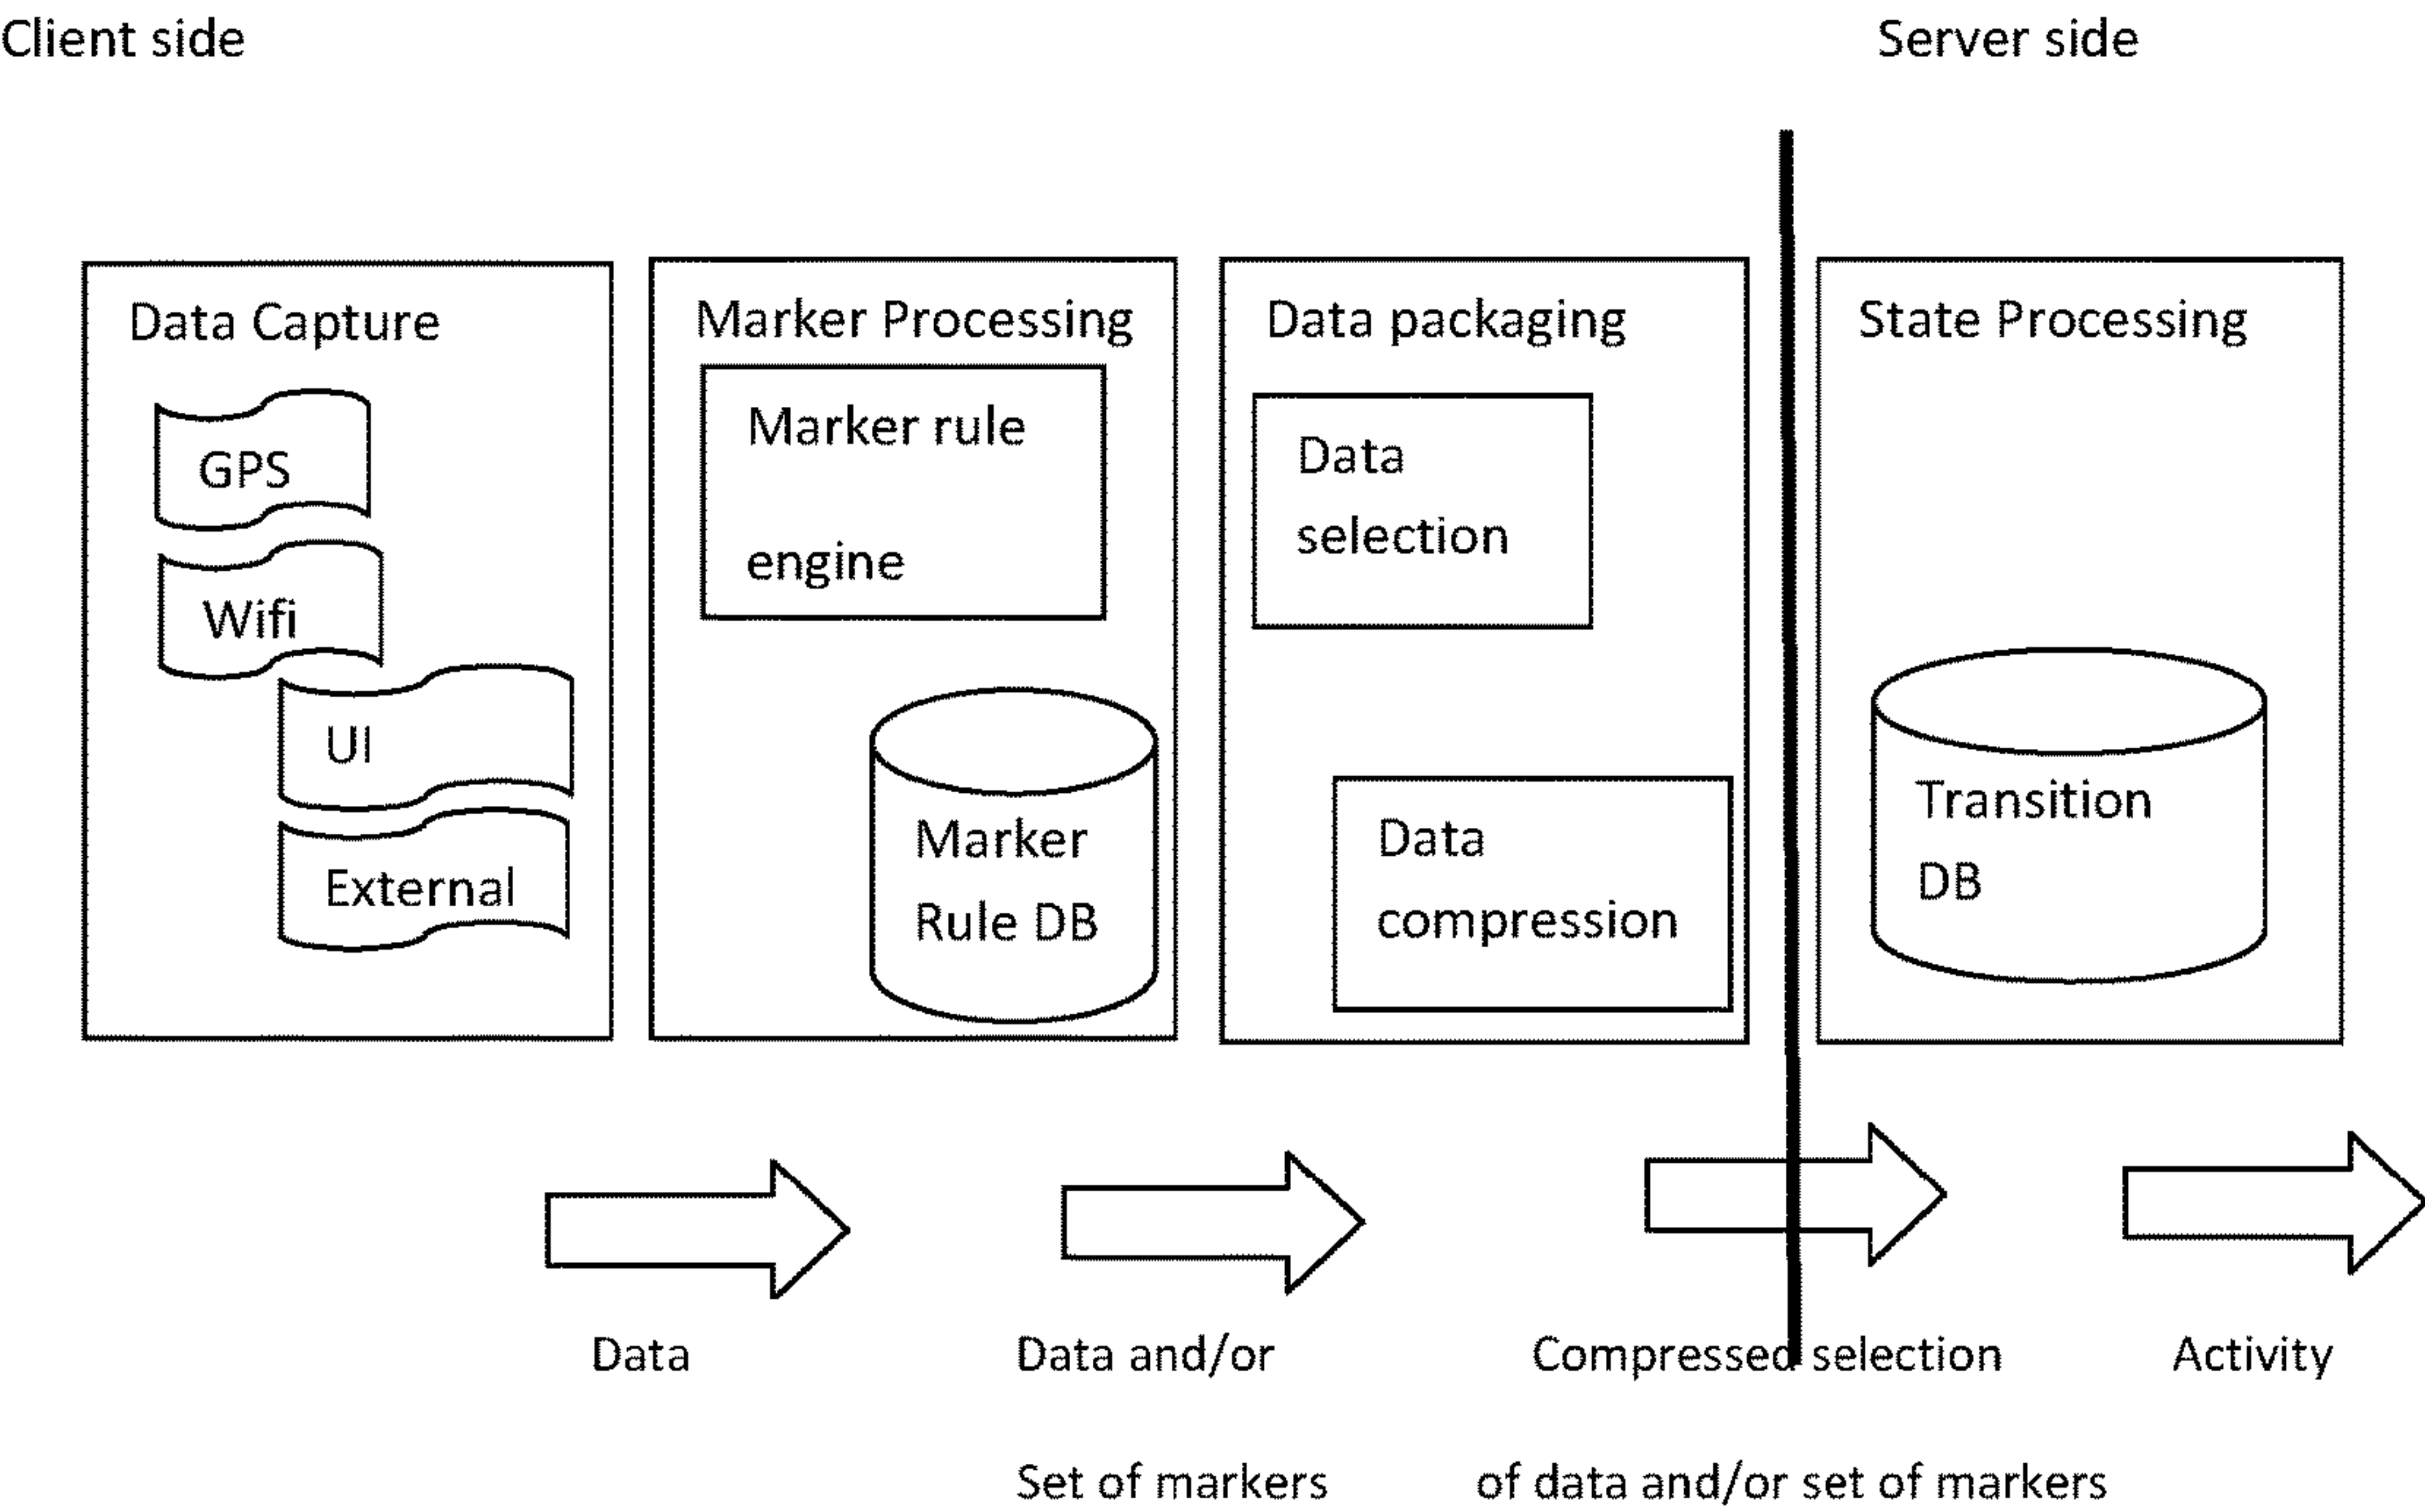 Client side
Server side
Data Capture
GPS
Wifi
UI
External
Marker Processing
Marker rule
engine
Marker
Rule DB
Data packaging
Data
selection
Data
compression
State Processing
Transition
DB
Data
Data and/or
Set of markers
Compressed selection
of data and/or set of markers
Activity